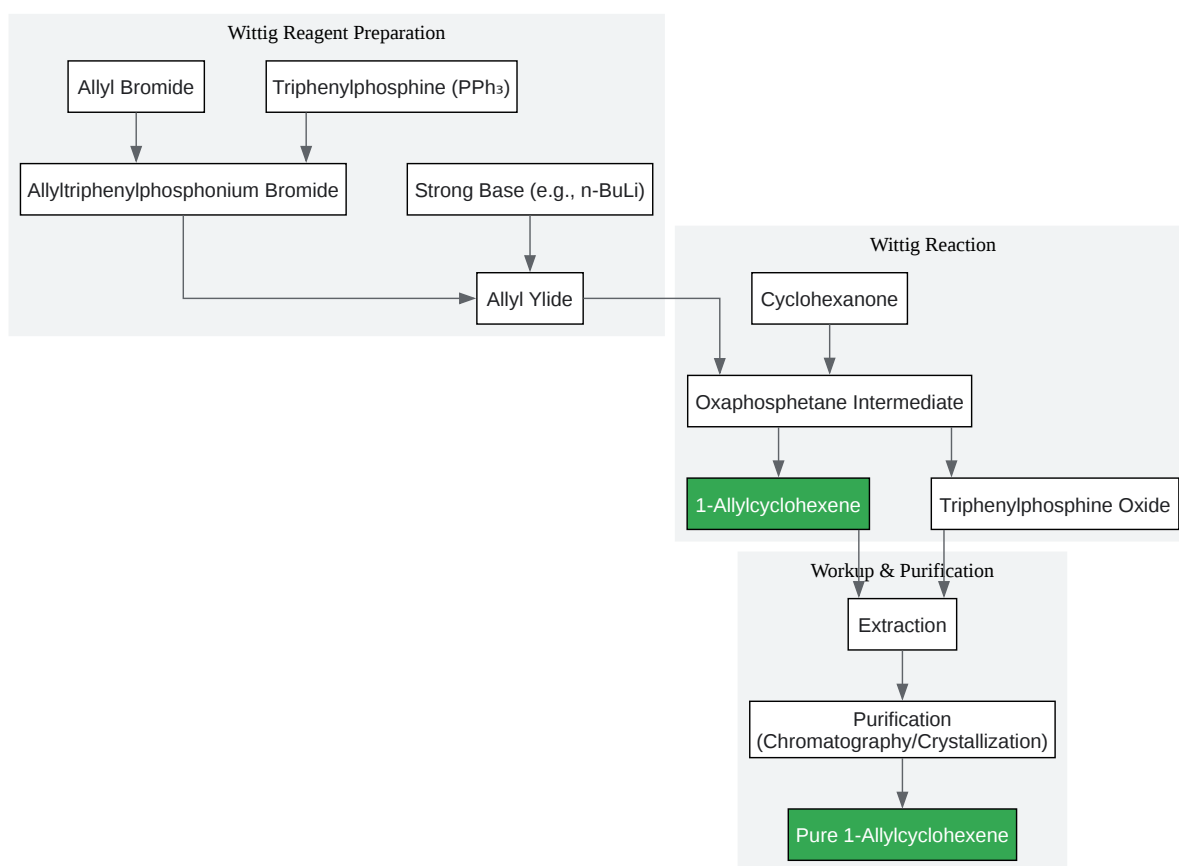 Wittig Reagent Preparation
Allyl Bromide
Triphenylphosphine (PPh₃)
Allyltriphenylphosphonium Bromide
Strong Base (e.g., n-BuLi)
Allyl Ylide
Wittig Reaction
Cyclohexanone
Oxaphosphetane Intermediate
1-Allylcyclohexene
Triphenylphosphine Oxide
Workup & Purification
Extraction
Purification
(Chromatography/Crystallization)
Pure 1-Allylcyclohexene